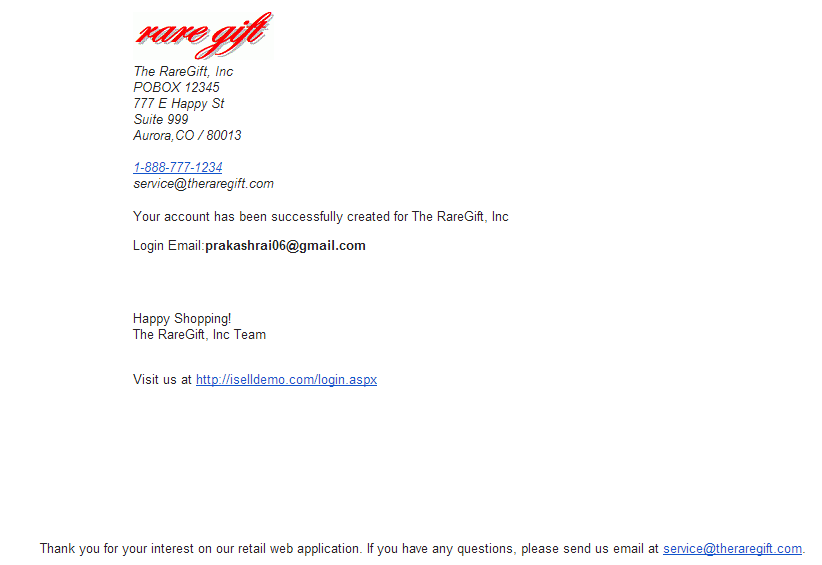 rare gift
The RareGift, Inc
POBOX 12345
777 E Happy St
Suite 999
Aurora,CO / 80013
1-888-777-1234
service@theraregift.com
Your account has been successfully created for The RareGift, Inc
Login Email:prakashrai06@gmail.com
Happy Shopping!
The RareGift, Inc Team
Visit us at http://iselldemo.com/login.aspx
Thank you for your interest on our retail web application. If you have any questions, please send us email at service@theraregift.com.